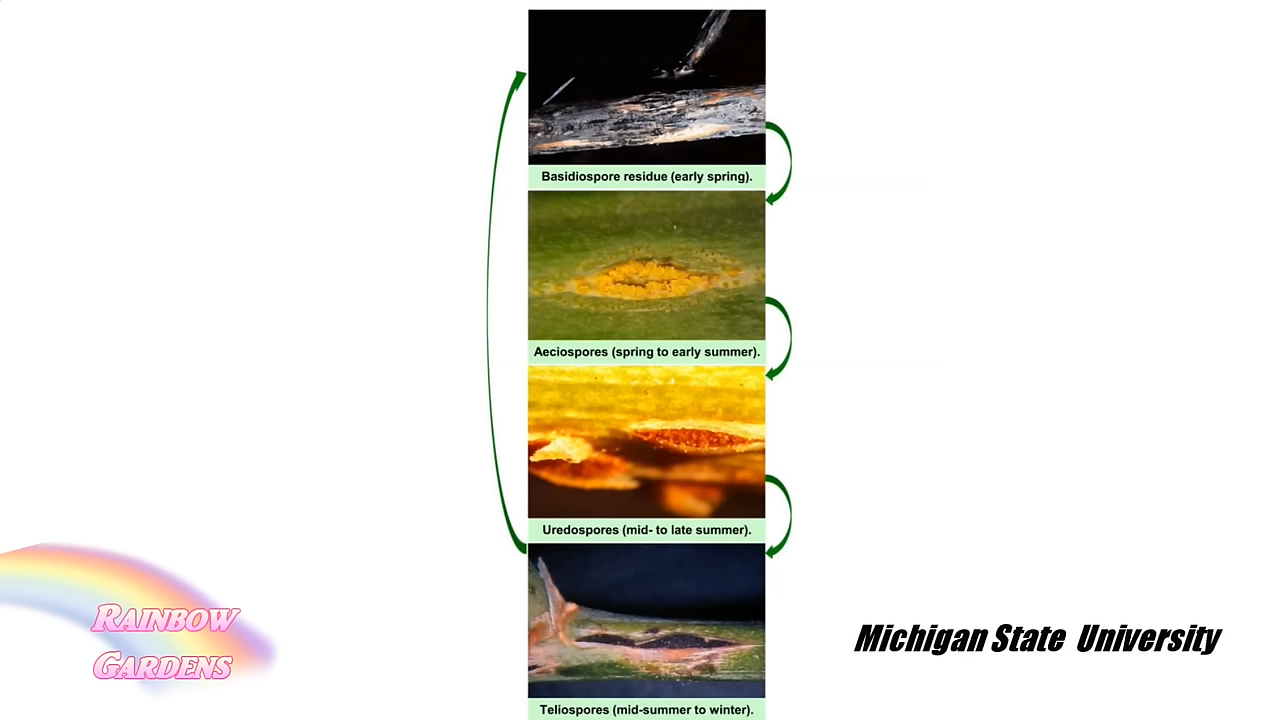 Basidiospore residue (early spring).
Aeciospores (spring to early summer).
Uredospores (mid- to late summer).
Teliospores (mid-summer to winter).
Rainbow
Gardens
Michigan State University